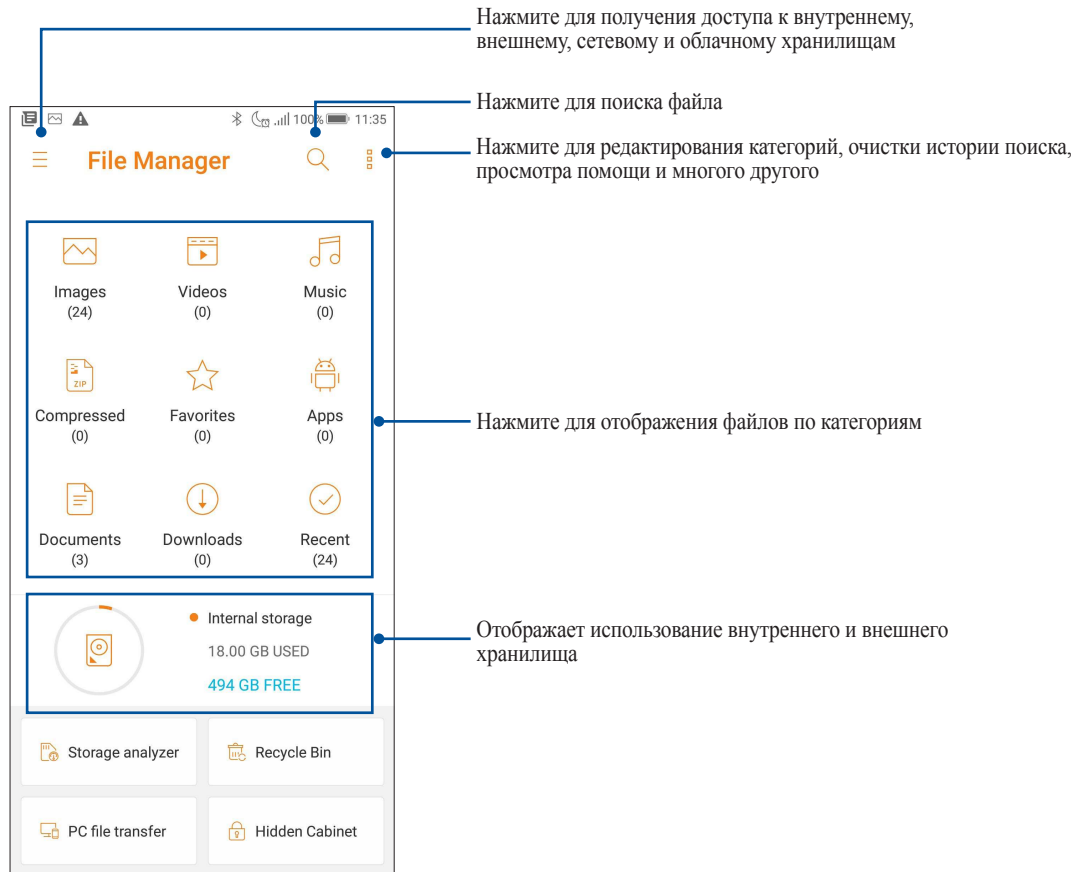 Нажмите для получения доступа к внутреннему,
внешнему, сетевому и облачному хранилищам
Нажмите для поиска файла
Нажмите для редактирования категорий, очистки истории поиска,
просмотра помощи и многого другого
100% 11:35
File Manager
Images Videos Music
(24) (0) (0)
ZIP
Compressed Favorites Apps
(0) (0) (0)
Нажмите для отображения файлов по категориям
Documents Downloads Recent
(3) (0) (24)
Internal storage
18.00 GB USED
494 GB FREE
Отображает использование внутреннего и внешнего
хранилища
Storage analyzer Recycle Bin
PC file transfer Hidden Cabinet